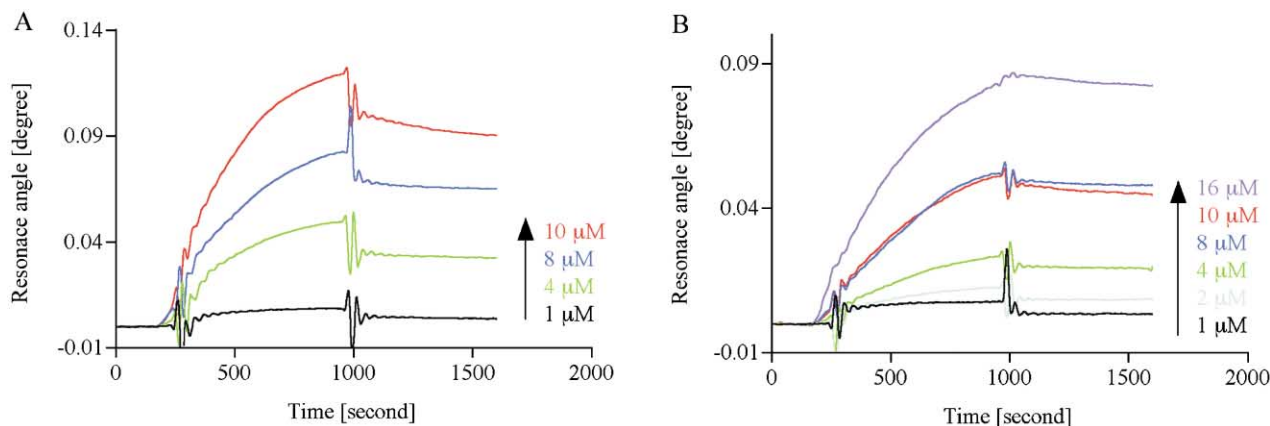 A
0.14
0.09
0.04
-0.01
Resonace angle [degree]
0
500
1000
1500
2000
Time [second]
10 μM
8 μM
4 μM
1 μM
B
0.09
0.04
-0.01
Resonace angle [degree]
0
500
1000
1500
2000
Time [second]
16 μM
10 μM
8 μM
4 μM
2 μM
1 μM